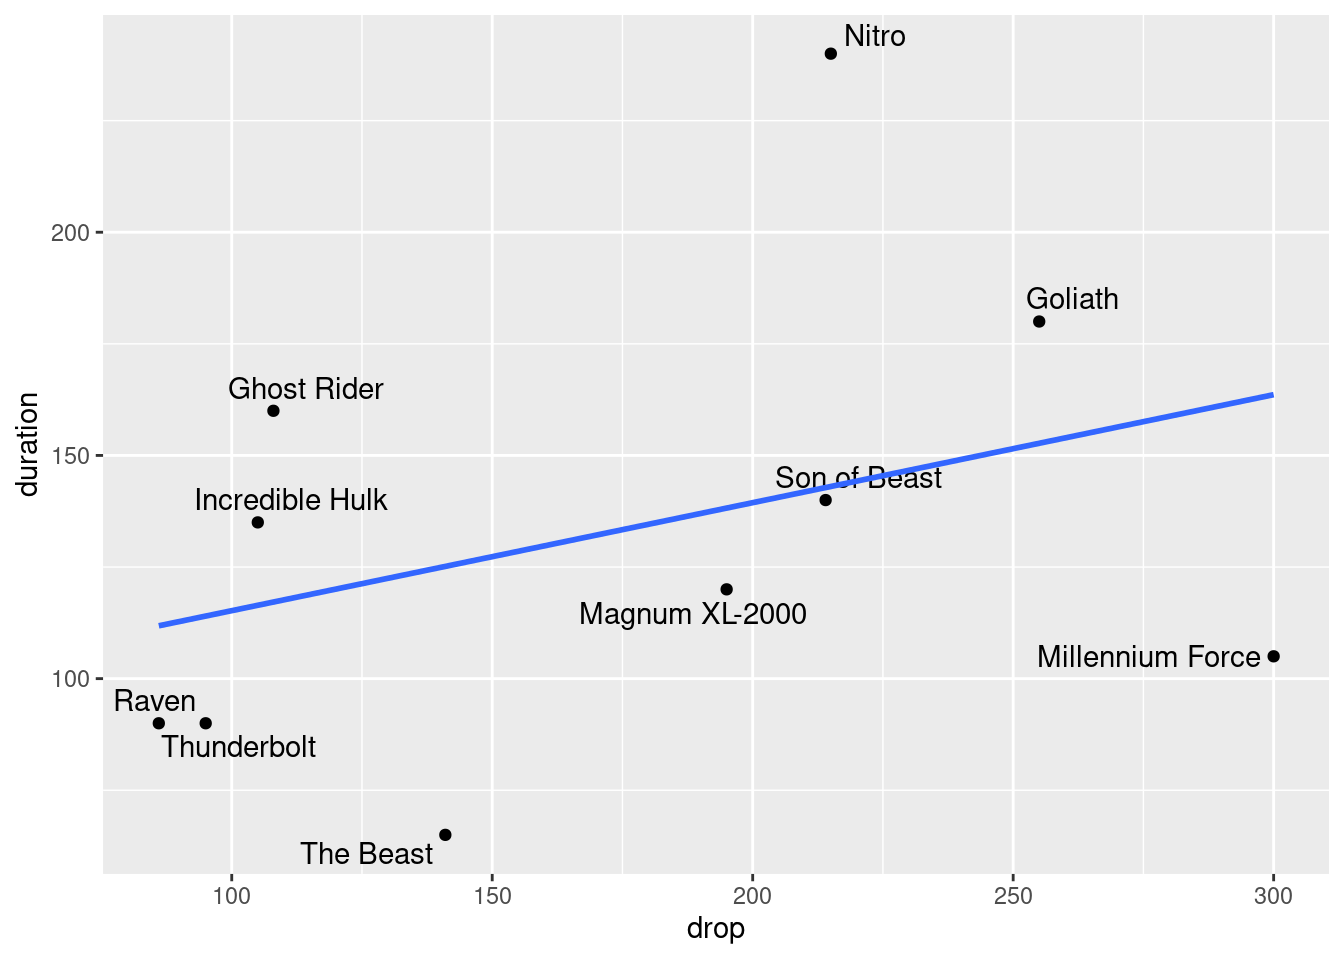 Nitro
Goliath
Ghost Rider
Son of Beast
Incredible Hulk
Magnum XL-2000
Millennium Force
Raven
Thunderbolt
The Beast
200
150
100
duration
100
150
200
250
300
drop